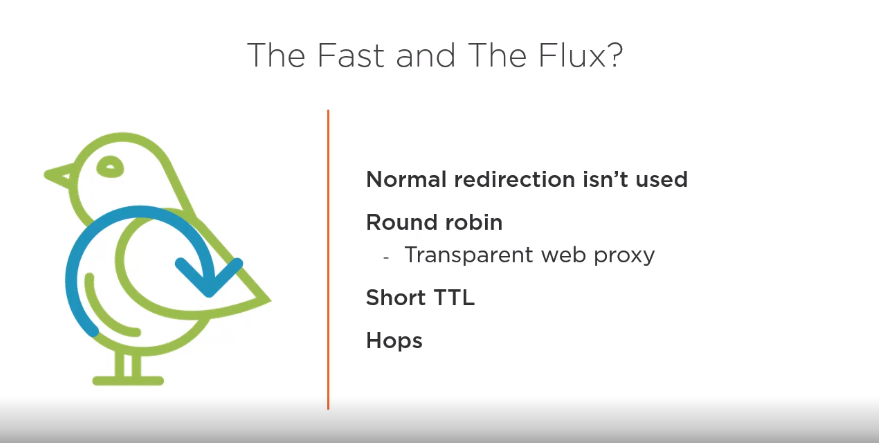 The Fast and The Flux?
Normal redirection isn’t used
Round robin
- Transparent web proxy
Short TTL
Hops